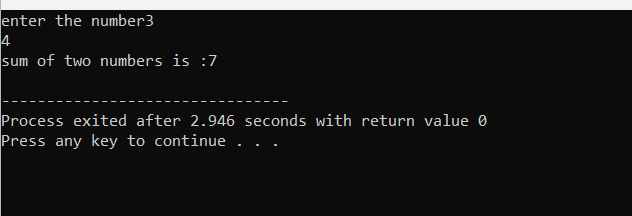 enter the number3
4
sum of two numbers is :7
--------------------------------
Process exited after 2.946 seconds with return value 0
Press any key to continue . . .